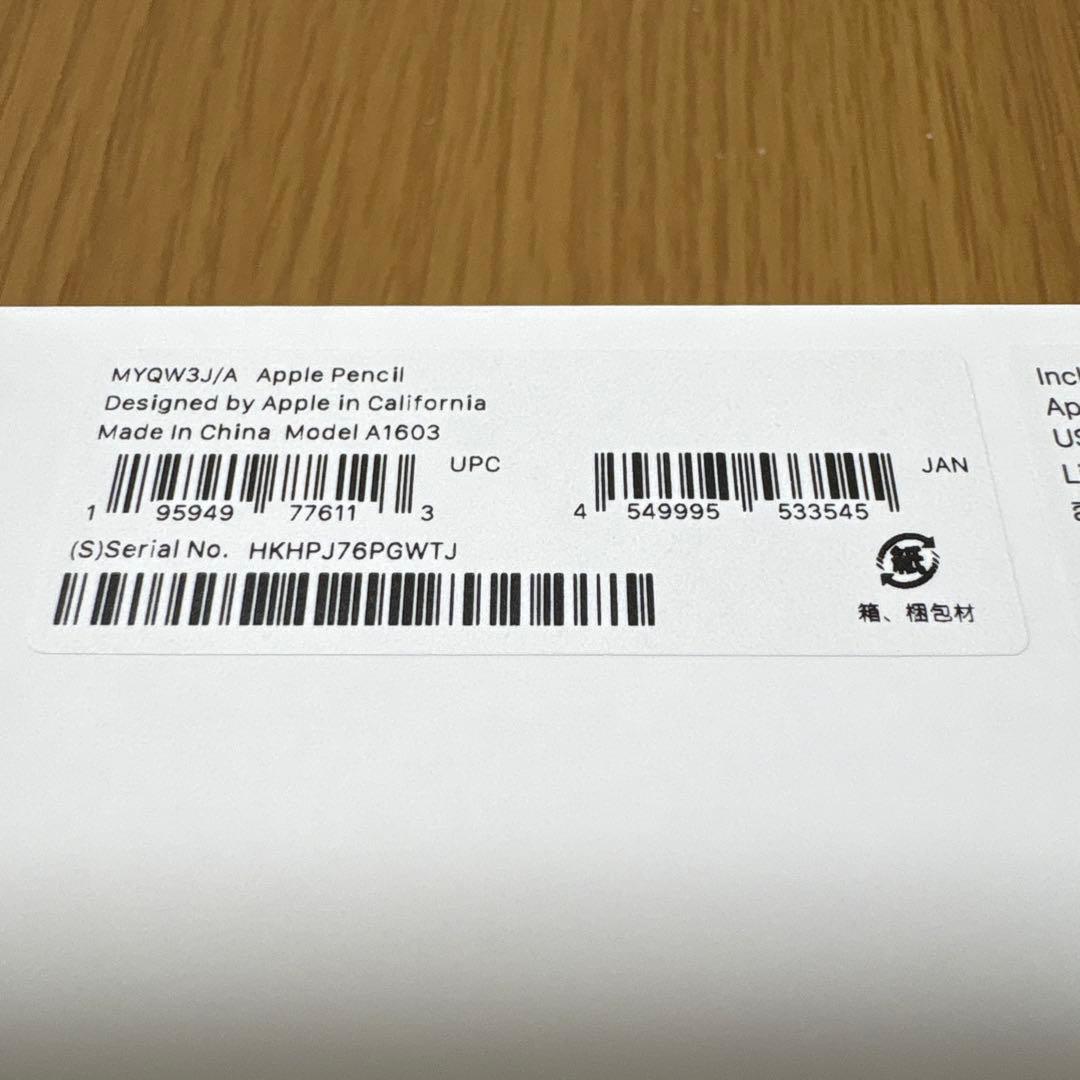 MYQW3J/A Apple Pencil
Designed by Apple in California
Made In China Model A1603
UPC
1 95949 77611 3
JAN
4 549995 533545
(S)Serial No. HKHPJ76PGWTJ
紙
箱、梱包材